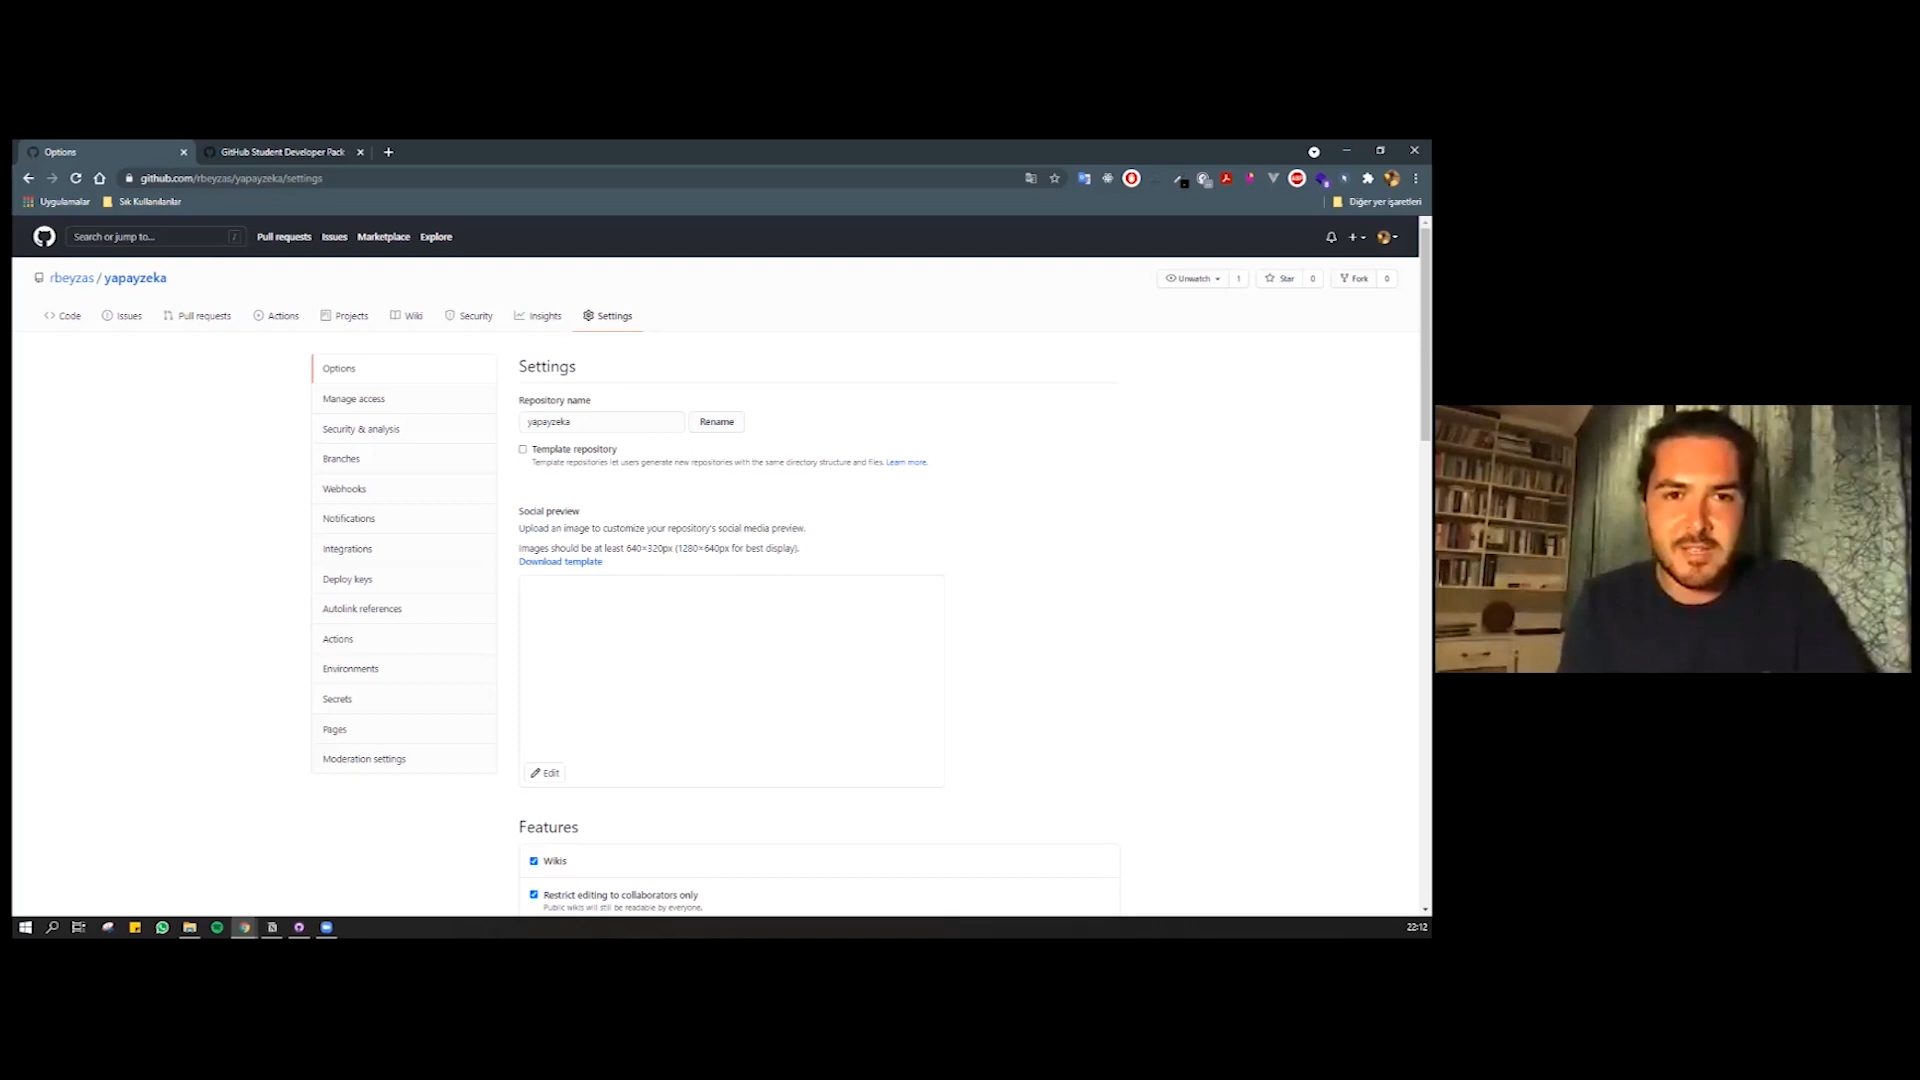 Options
GitHub Student Developer Pack
github.com/rbeyzas/yapayzeka/settings
Uygulamalar
Sık Kullanılanlar
Diğer yer işaretleri
Search or jump to...
/
Pull requests
Issues
Marketplace
Explore
rbeyzas / yapayzeka
Unwatch
1
Star
0
Fork
0
Code
Issues
Pull requests
Actions
Projects
Wiki
Security
Insights
Settings
Options
Manage access
Security & analysis
Branches
Webhooks
Notifications
Integrations
Deploy keys
Autolink references
Actions
Environments
Secrets
Pages
Moderation settings
Settings
Repository name
yapayzeka
Rename
Template repository
Template repositories let users generate new repositories with the same directory structure and files. Learn more.
Social preview
Upload an image to customize your repository's social media preview.
Images should be at least 640×320px (1280×640px for best display).
Download template
Edit
Features
Wikis
Restrict editing to collaborators only
Public wikis will still be readable by everyone.
22:12